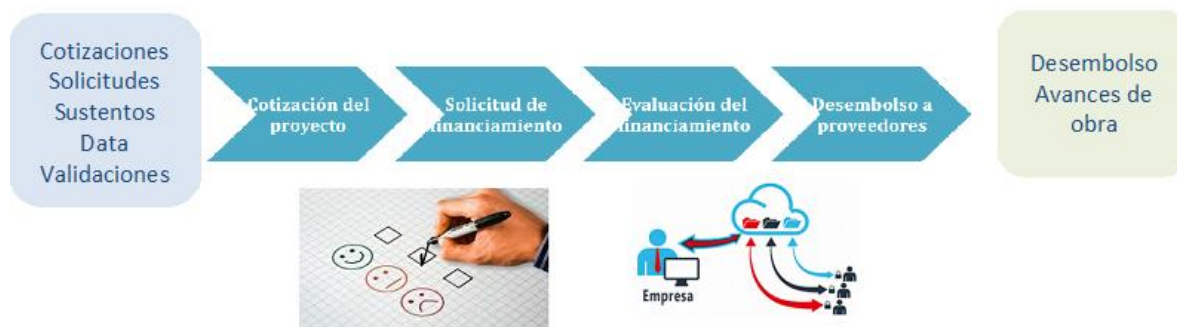 Cotizaciones
Solicitudes
Sustentos
Data
Validaciones
Cotización del
proyecto
Solicitud de
financiamiento
Evaluación del
financiamiento
Desembolso a
proveedores
Desembolso
Avances de
obra
Empresa